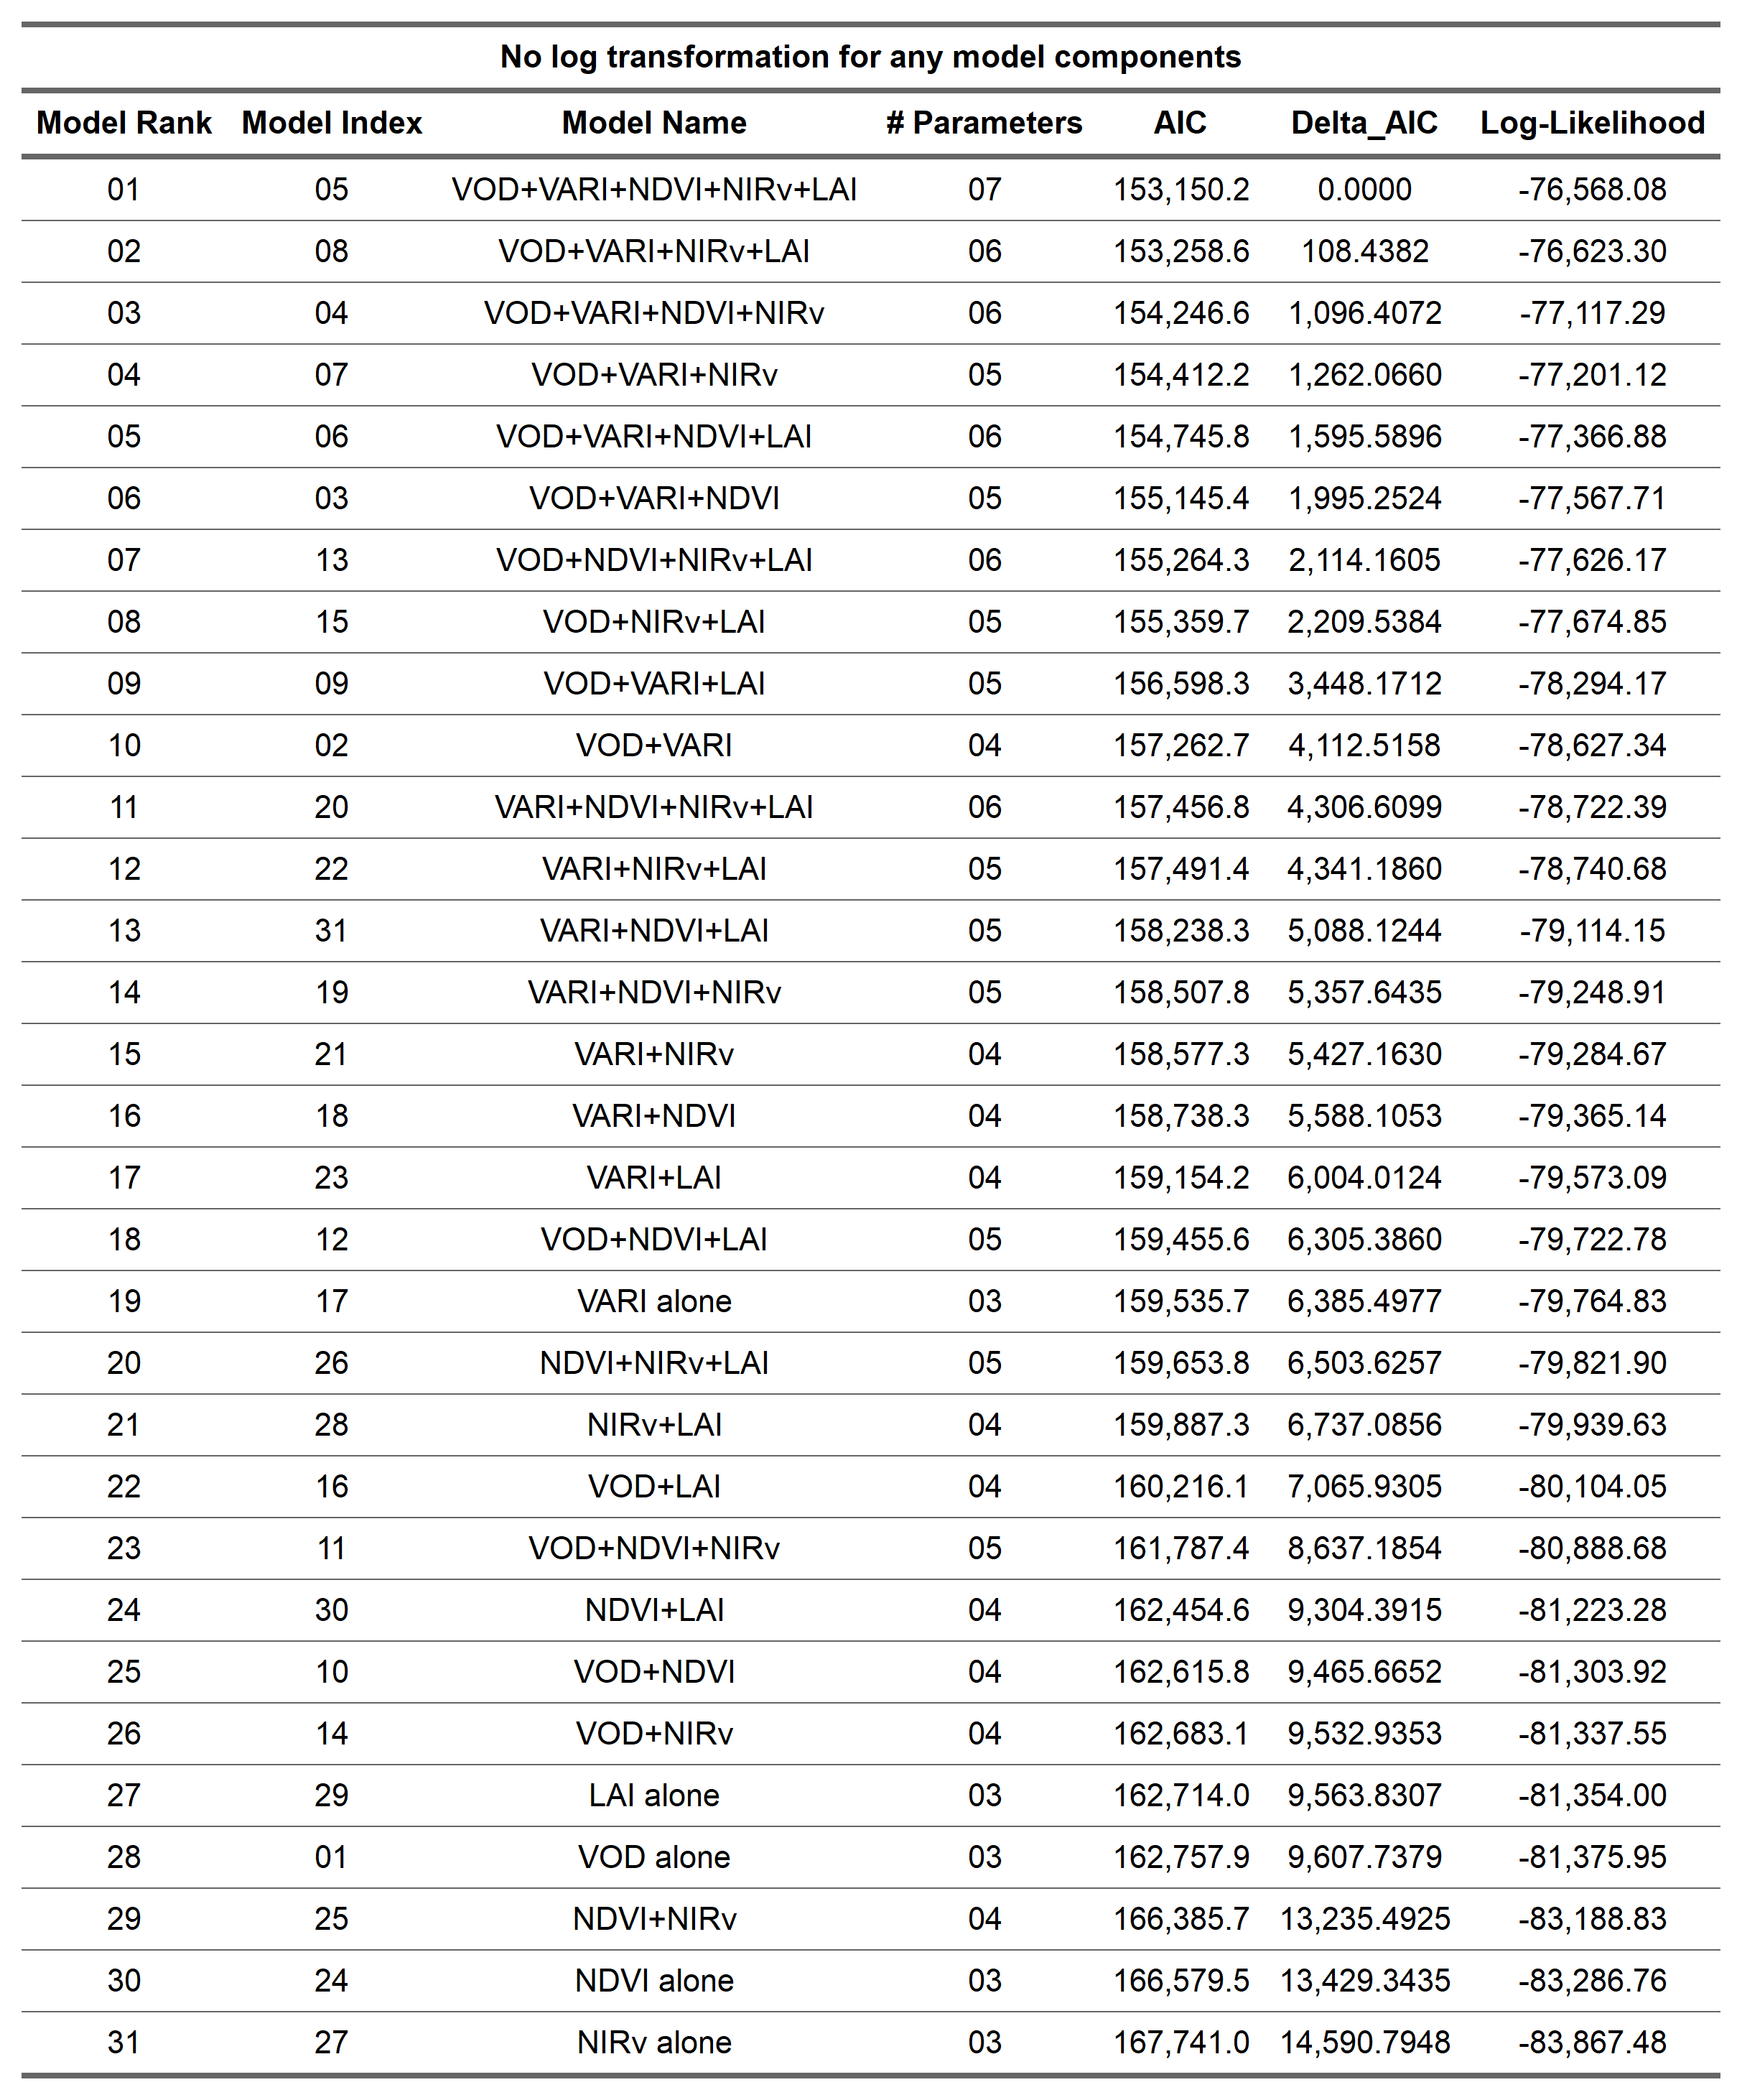 No log transformation for any model components
Model Rank Model Index Model Name # Parameters AIC Delta_AIC Log-Likelihood
01 05 VOD+VARI+NDVI+NIRv+LAI 07 153,150.2 0.0000 -76,568.08
02 08 VOD+VARI+NIRv+LAI 06 153,258.6 108.4382 -76,623.30
03 04 VOD+VARI+NDVI+NIRv 06 154,246.6 1,096.4072 -77,117.29
04 07 VOD+VARI+NIRv 05 154,412.2 1,262.0660 -77,201.12
05 06 VOD+VARI+NDVI+LAI 06 154,745.8 1,595.5896 -77,366.88
06 03 VOD+VARI+NDVI 05 155,145.4 1,995.2524 -77,567.71
07 13 VOD+NDVI+NIRv+LAI 06 155,264.3 2,114.1605 -77,626.17
08 15 VOD+NIRv+LAI 05 155,359.7 2,209.5384 -77,674.85
09 09 VOD+VARI+LAI 05 156,598.3 3,448.1712 -78,294.17
10 02 VOD+VARI 04 157,262.7 4,112.5158 -78,627.34
11 20 VARI+NDVI+NIRv+LAI 06 157,456.8 4,306.6099 -78,722.39
12 22 VARI+NIRv+LAI 05 157,491.4 4,341.1860 -78,740.68
13 31 VARI+NDVI+LAI 05 158,238.3 5,088.1244 -79,114.15
14 19 VARI+NDVI+NIRv 05 158,507.8 5,357.6435 -79,248.91
15 21 VARI+NIRv 04 158,577.3 5,427.1630 -79,284.67
16 18 VARI+NDVI 04 158,738.3 5,588.1053 -79,365.14
17 23 VARI+LAI 04 159,154.2 6,004.0124 -79,573.09
18 12 VOD+NDVI+LAI 05 159,455.6 6,305.3860 -79,722.78
19 17 VARI alone 03 159,535.7 6,385.4977 -79,764.83
20 26 NDVI+NIRv+LAI 05 159,653.8 6,503.6257 -79,821.90
21 28 NIRv+LAI 04 159,887.3 6,737.0856 -79,939.63
22 16 VOD+LAI 04 160,216.1 7,065.9305 -80,104.05
23 11 VOD+NDVI+NIRv 05 161,787.4 8,637.1854 -80,888.68
24 30 NDVI+LAI 04 162,454.6 9,304.3915 -81,223.28
25 10 VOD+NDVI 04 162,615.8 9,465.6652 -81,303.92
26 14 VOD+NIRv 04 162,683.1 9,532.9353 -81,337.55
27 29 LAI alone 03 162,714.0 9,563.8307 -81,354.00
28 01 VOD alone 03 162,757.9 9,607.7379 -81,375.95
29 25 NDVI+NIRv 04 166,385.7 13,235.4925 -83,188.83
30 24 NDVI alone 03 166,579.5 13,429.3435 -83,286.76
31 27 NIRv alone 03 167,741.0 14,590.7948 -83,867.48